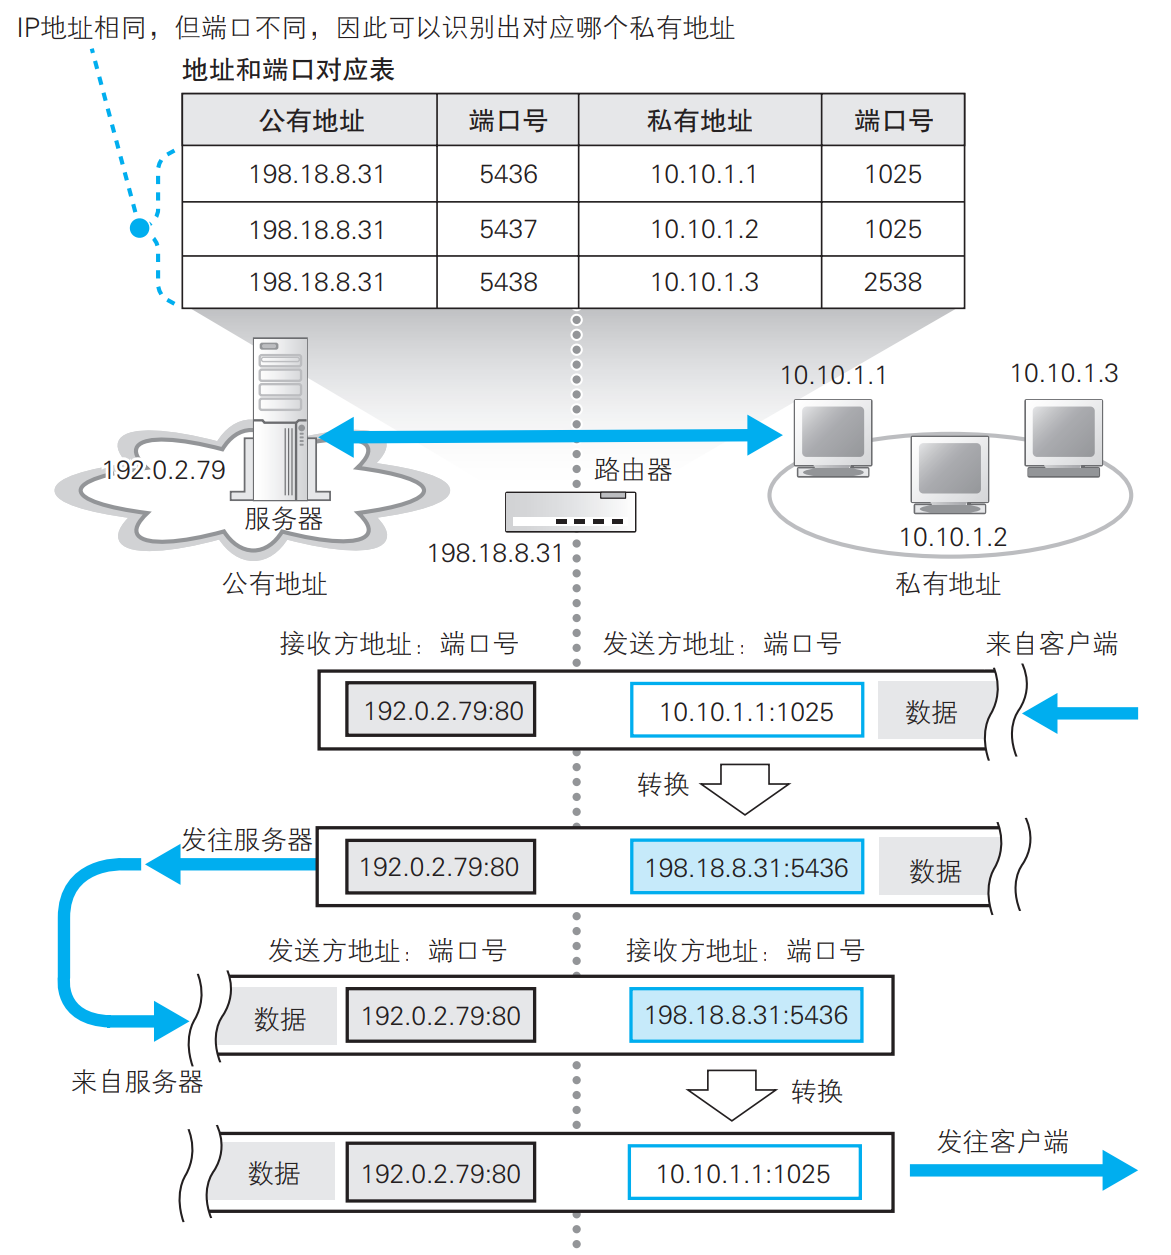 IP地址相同，但端口不同，因此可以识别出对应哪个私有地址
地址和端口对应表
公有地址 端口号 私有地址 端口号
198.18.8.31 5436 10.10.1.1 1025
198.18.8.31 5437 10.10.1.2 1025
198.18.8.31 5438 10.10.1.3 2538
10.10.1.1
10.10.1.3
192.0.2.79
路由器
服务器
10.10.1.2
198.18.8.31
公有地址
私有地址
接收方地址：端口号 发送方地址：端口号 来自客户端
192.0.2.79:80 10.10.1.1:1025 数据
转换
发往服务器
192.0.2.79:80 198.18.8.31:5436 数据
发送方地址：端口号 接收方地址：端口号
数据 192.0.2.79:80 198.18.8.31:5436
来自服务器
转换
发往客户端
数据 192.0.2.79:80 10.10.1.1:1025